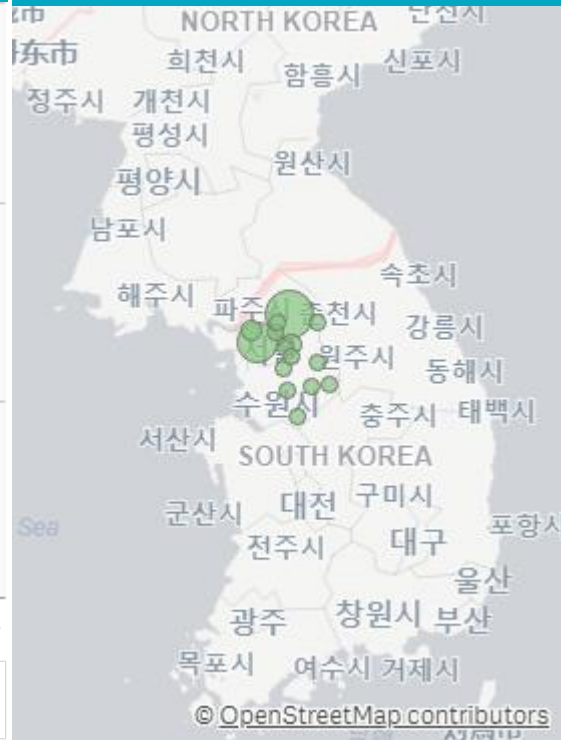 NORTH KOREA
단천시
희천시
함흥시
신포시
정주시
개천시
평성시
원산시
평양시
남포시
해주시
속초시
강릉시
원주시
동해시
수원시
충주시
태백시
서산시
SOUTH KOREA
구미시
대전
군산시
Sea
포항시
전주시
대구
울산
광주
창원시
부산
목포시
여수시
거제시
© OpenStreetMap contributors